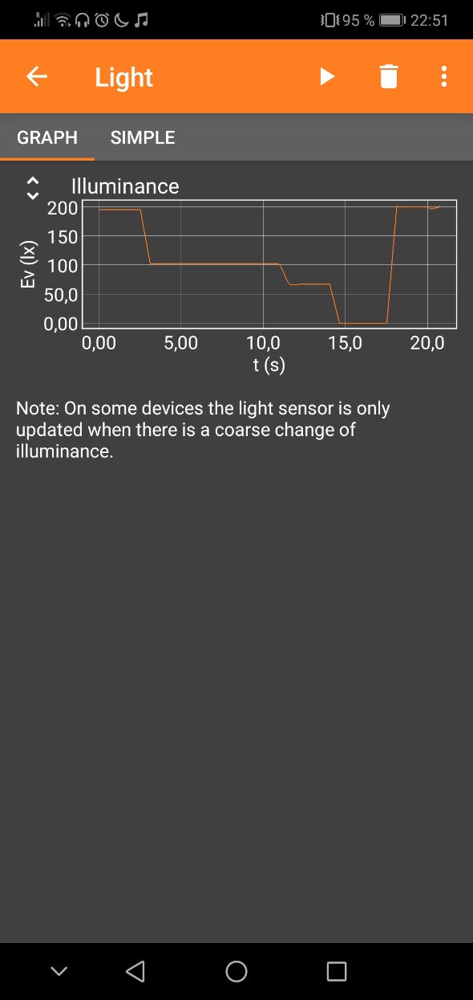 95 % 22:51
Light
GRAPH SIMPLE
Illuminance
200
150
100
50,0
0,00
Ev (lx)
0,00 5,00 10,0 15,0 20,0
t (s)
Note: On some devices the light sensor is only
updated when there is a coarse change of
illuminance.